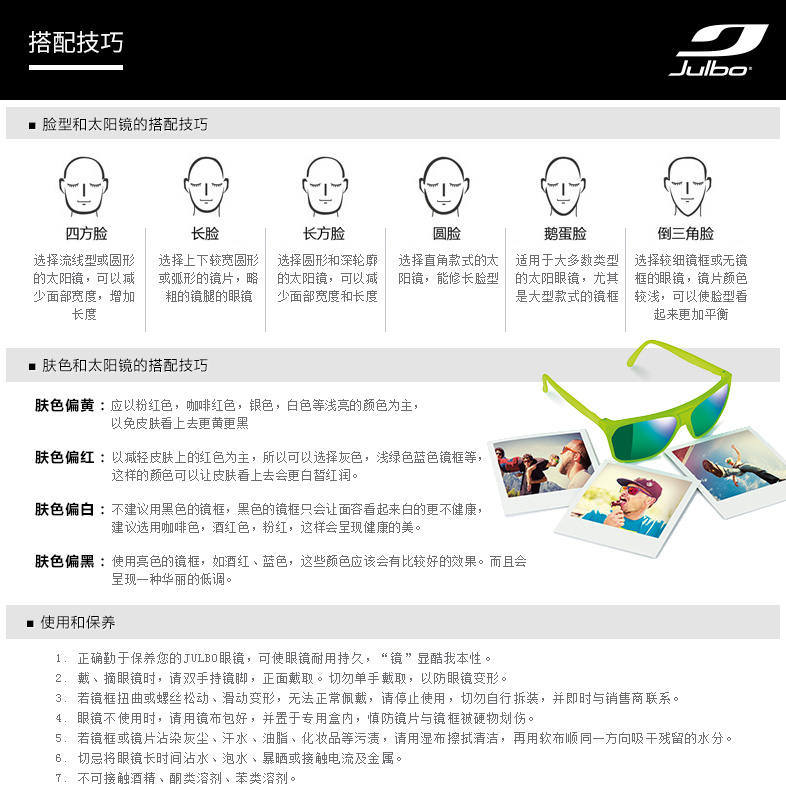 搭配技巧
Julbo
■ 脸型和太阳镜的搭配技巧
四方脸
选择流线型或圆形
的太阳镜，可以减
少面部宽度，增加
长度
长脸
选择上下较宽圆形
或弧形的镜片，略
粗的镜腿的眼镜
长方脸
选择圆形和深轮廓
的太阳镜，可以减
少面部宽度和长度
圆脸
选择直角款式的太
阳镜，能修长脸型
鹅蛋脸
适用于大多数类型
的太阳眼镜，尤其
是大型款式的镜框
倒三角脸
选择较细镜框或无镜
框的眼镜，镜片颜色
较浅，可以使脸型看
起来更加平衡
■ 肤色和太阳镜的搭配技巧
肤色偏黄：应以粉红色，咖啡红色，银色，白色等浅亮的颜色为主，
以免皮肤看上去更黄更黑
肤色偏红：以减轻皮肤上的红色为主，所以可以选择灰色，浅绿色蓝色镜框等，
这样的颜色可以让皮肤看上去会更白皙红润。
肤色偏白：不建议用黑色的镜框，黑色的镜框只会让面容看起来白的更不健康，
建议选用咖啡色，酒红色，粉红，这样会呈现健康的美。
肤色偏黑：使用亮色的镜框，如酒红、蓝色，这些颜色应该会有比较好的效果。而且会
呈现一种华丽的低调。
■ 使用和保养
1. 正确勤于保养您的JULBO眼镜，可使眼镜耐用持久，“镜”显酷我本性。
2. 戴、摘眼镜时，请双手持镜脚，正面戴取。切勿单手戴取，以防眼镜变形。
3. 若镜框扭曲或螺丝松动、滑动变形，无法正常佩戴，请停止使用，切勿自行拆装，并即时与销售商联系。
4. 眼镜不使用时，请用镜布包好，并置于专用盒内，慎防镜片与镜框被硬物划伤。
5. 若镜框或镜片沾染灰尘、汗水、油脂、化妆品等污渍，请用湿布擦拭清洁，再用软布顺同一方向吸干残留的水分。
6. 切忌将眼镜长时间沾水、泡水、暴晒或接触电流及金属。
7. 不可接触酒精、酮类溶剂、苯类溶剂。